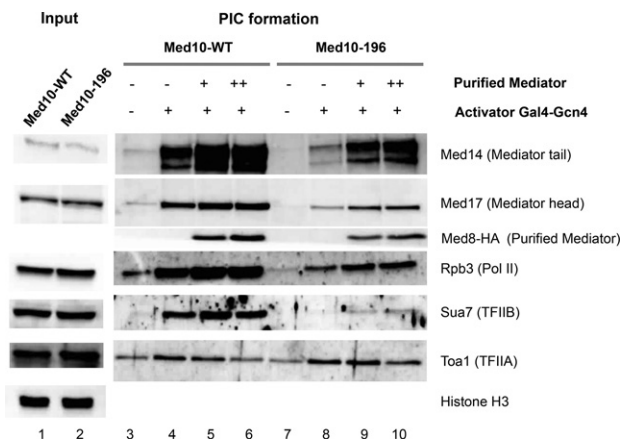 Input
PIC formation
Med10-WT
Med10-196
Med10-WT
Med10-196
- - + ++ - - + ++ Purified Mediator
- + + + - + + + Activator Gal4-Gcn4
Med14 (Mediator tail)
Med17 (Mediator head)
Med8-HA (Purified Mediator)
Rpb3 (Pol II)
Sua7 (TFIIB)
Toa1 (TFIIA)
Histone H3
1 2 3 4 5 6 7 8 9 10